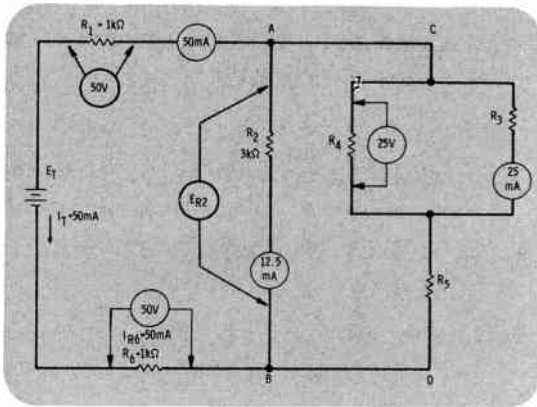 R1 = 1kΩ
50mA
A
C
50V
R2
3kΩ
R4
25V
R3
25
mA
ET
IT=50mA
ER2
12.5
mA
50V
IR6=50mA
R6=1kΩ
R5
B
D